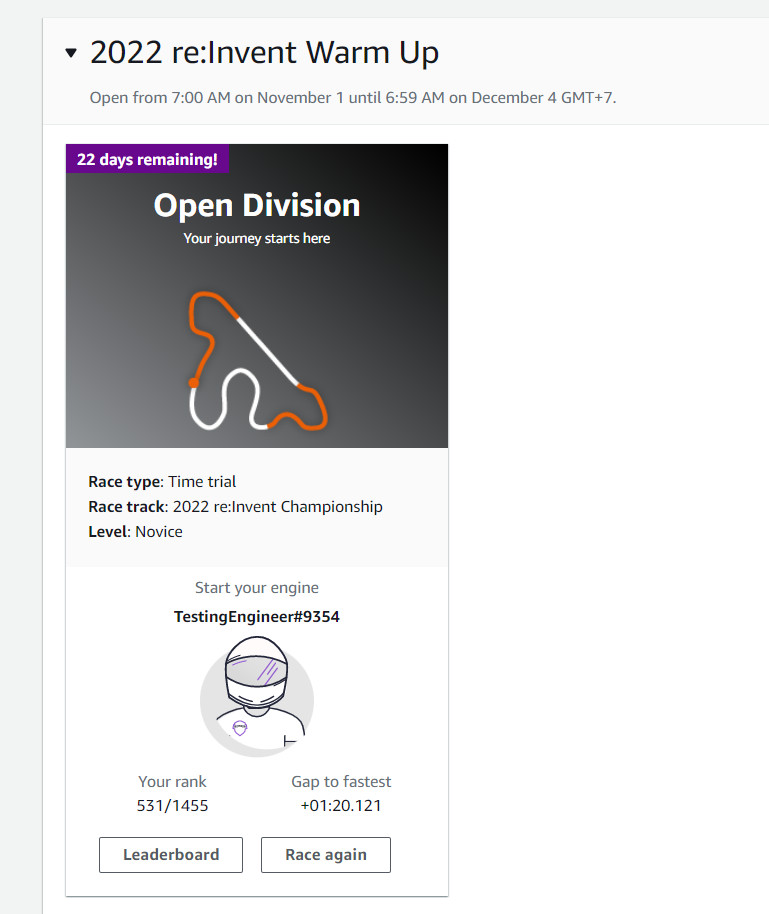 2022 re:Invent Warm Up
Open from 7:00 AM on November 1 until 6:59 AM on December 4 GMT+7.
22 days remaining!
Open Division
Your journey starts here
Race type: Time trial
Race track: 2022 re:Invent Championship
Level: Novice
Start your engine
TestingEngineer#9354
Your rank
Gap to fastest
531/1455
+01:20.121
Leaderboard
Race again